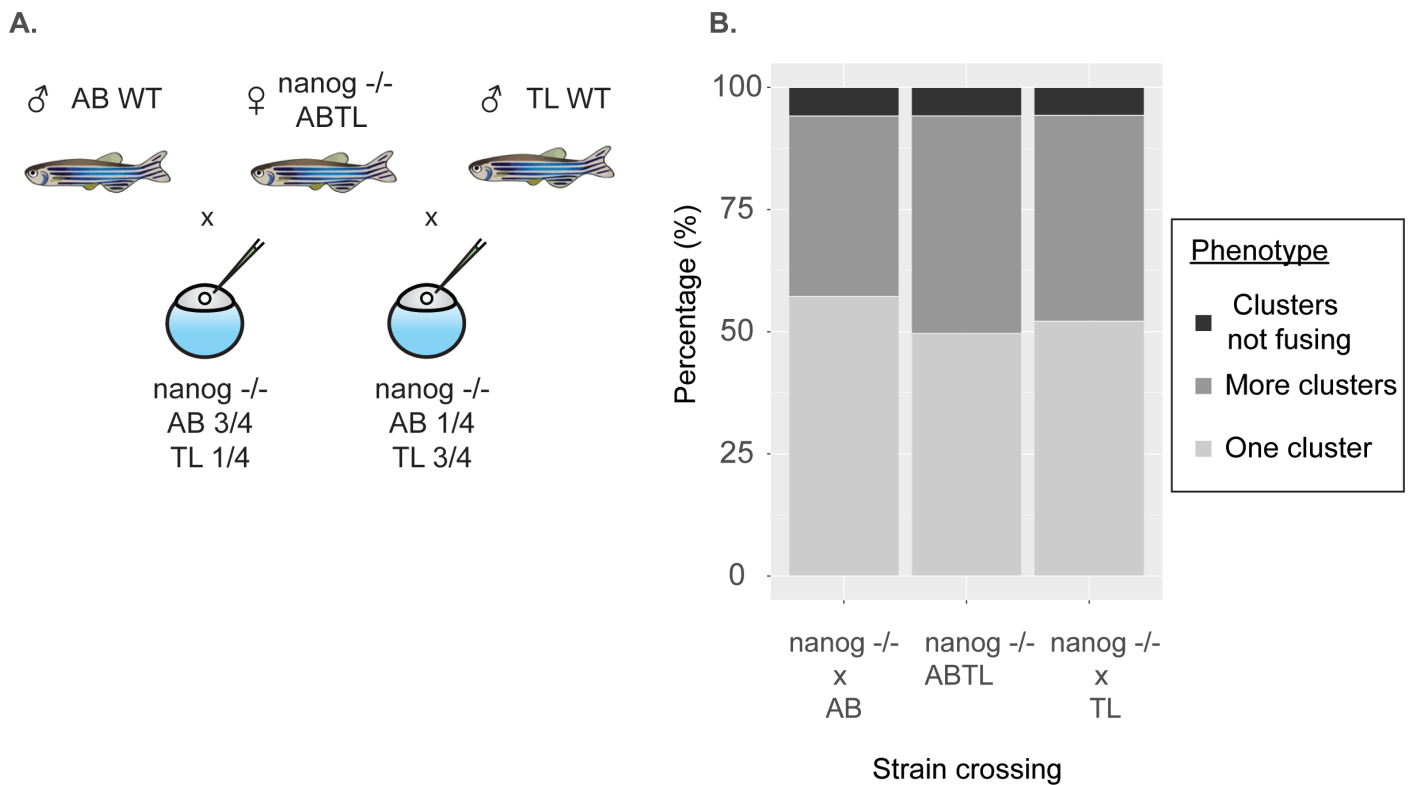 A.
♂ AB WT
♀ nanog -/-
ABTL
♂ TL WT
x
x
nanog -/-
AB 3/4
TL 1/4
nanog -/-
AB 1/4
TL 3/4
B.
Percentage (%)
100
75
50
25
0
nanog -/-
x
AB
nanog -/-
ABTL
nanog -/-
x
TL
Strain crossing
Phenotype
Clusters
not fusing
More clusters
One cluster